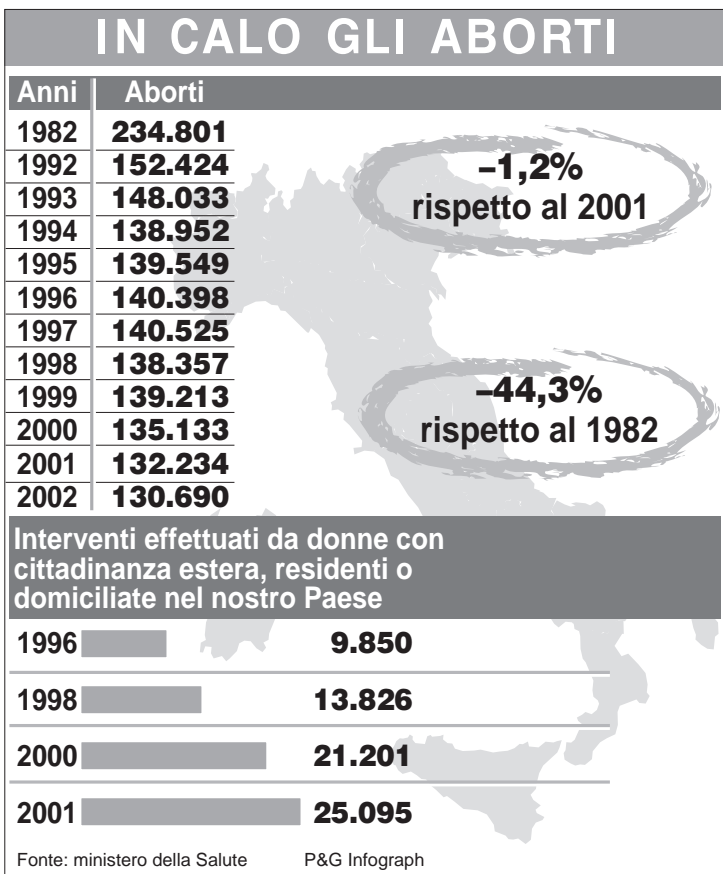 IN CALO GLI ABORTI
Anni Aborti
1982 234.801
1992 152.424
1993 148.033
1994 138.952
1995 139.549
1996 140.398
1997 140.525
1998 138.357
1999 139.213
2000 135.133
2001 132.234
2002 130.690
–1,2%
rispetto al 2001
–44,3%
rispetto al 1982
Interventi effettuati da donne con
cittadinanza estera, residenti o
domiciliate nel nostro Paese
1996 9.850
1998 13.826
2000 21.201
2001 25.095
Fonte: ministero della Salute P&G Infograph